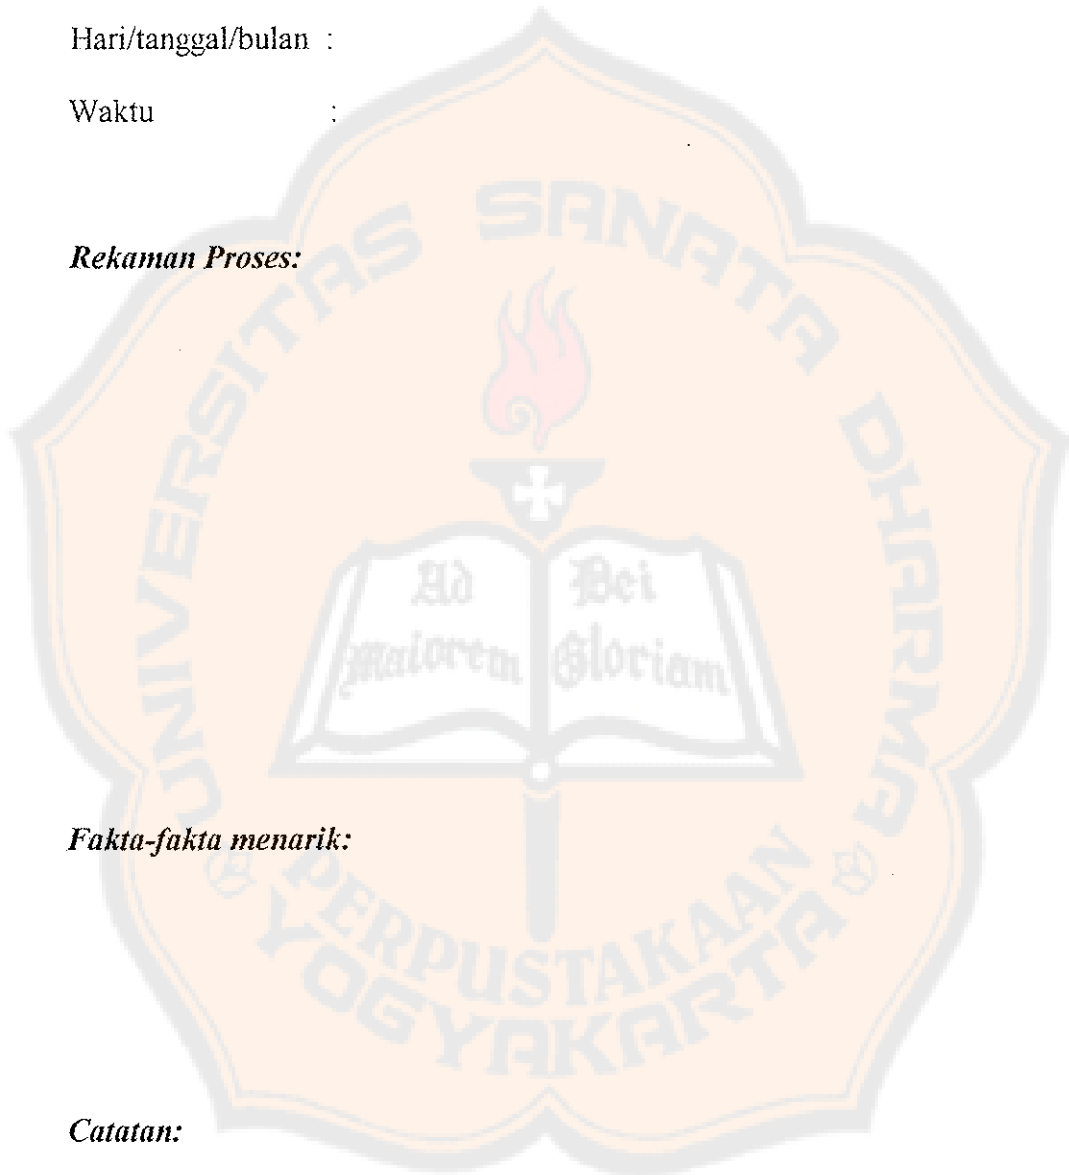 Hari/tanggal/bulan :
Waktu :
Rekaman Proses:
UNIVERSITAS SANATA DHARMA
Ad Dei
Maiorem Gloriam
Fakta-fakta menarik:
PERPUSTAKAAN
YOGYAKARTA
Catatan: